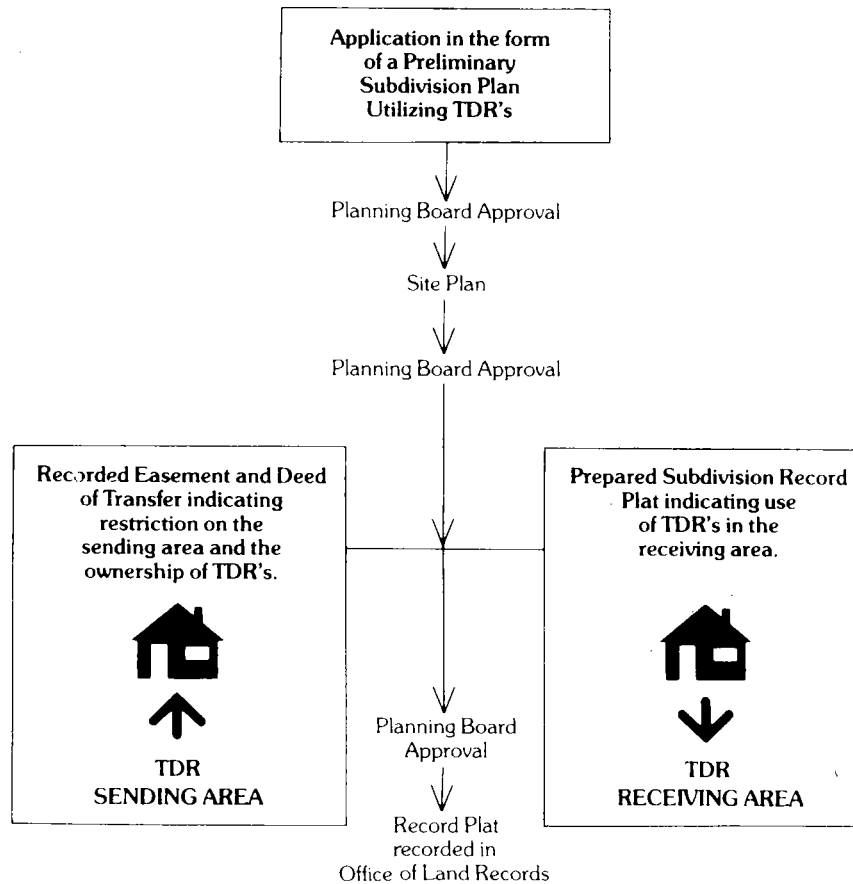 Application in the form
of a Preliminary
Subdivision Plan
Utilizing TDR's
Planning Board Approval
Site Plan
Planning Board Approval
Recorded Easement and Deed
of Transfer indicating
restriction on the
sending area and the
ownership of TDR's.
TDR
SENDING AREA
Prepared Subdivision Record
Plat indicating use
of TDR's in the
receiving area.
TDR
RECEIVING AREA
Planning Board
Approval
Record Plat
recorded in
Office of Land Records